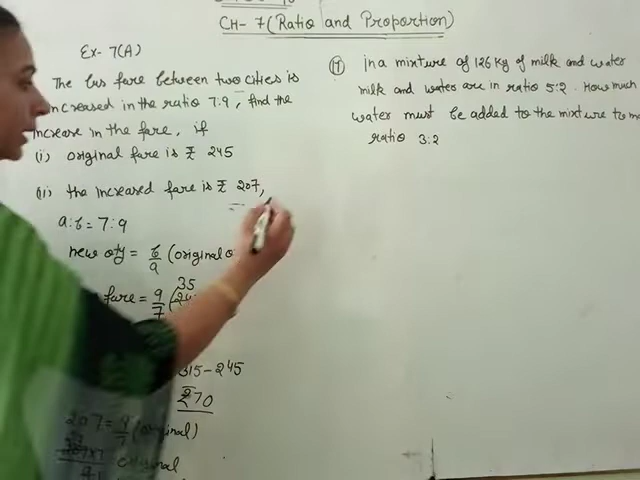 CH- 7 (Ratio and Proportion)
Ex- 7(A)
The bus fare between two cities is
increased in the ratio 7:9, find the
increase in the fare, if
(i) original fare is ₹ 245
(ii) the increased fare is ₹ 207,
a:b = 7:9
new qty = b/a (original
fare = 9/7 (
35
315 - 245
₹70
207 = 9/7 (original)
original
(17) in a mixture of 126 kg of milk and water
milk and water are in ratio 5:2. How much
water must be added to the mixture to
ratio 3:2